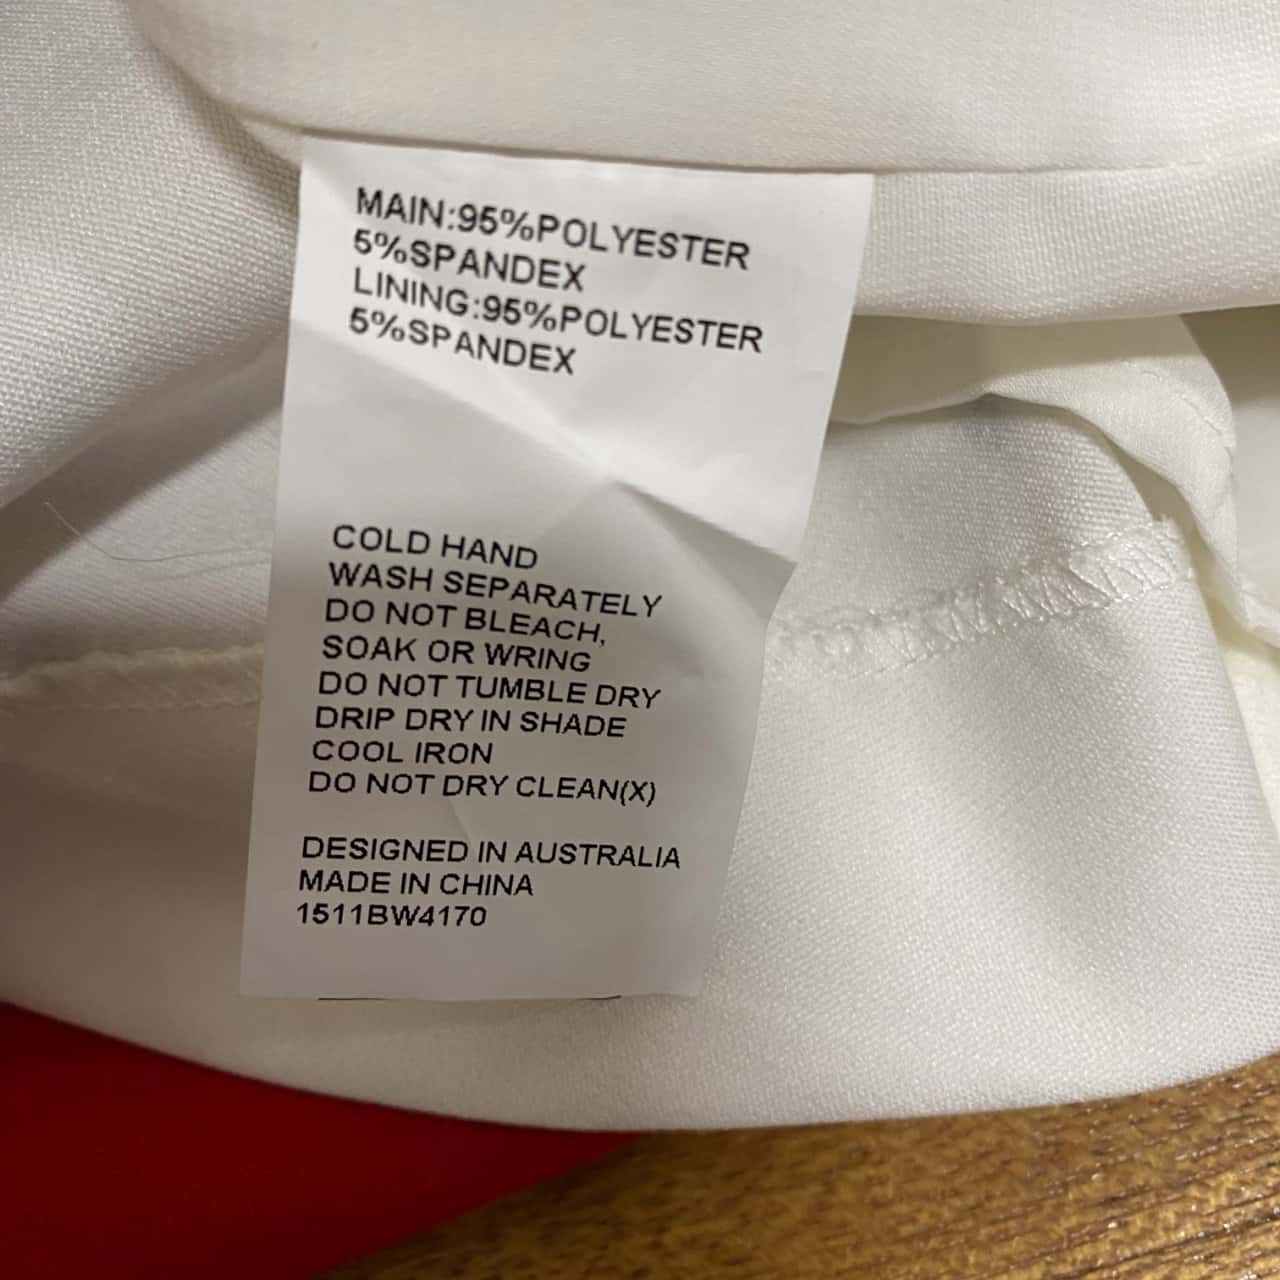 MAIN:95%POLYESTER
5%SPANDEX
LINING:95%POLYESTER
5%SPANDEX
COLD HAND
WASH SEPARATELY
DO NOT BLEACH,
SOAK OR WRING
DO NOT TUMBLE DRY
DRIP DRY IN SHADE
COOL IRON
DO NOT DRY CLEAN(X)
DESIGNED IN AUSTRALIA
MADE IN CHINA
1511BW4170